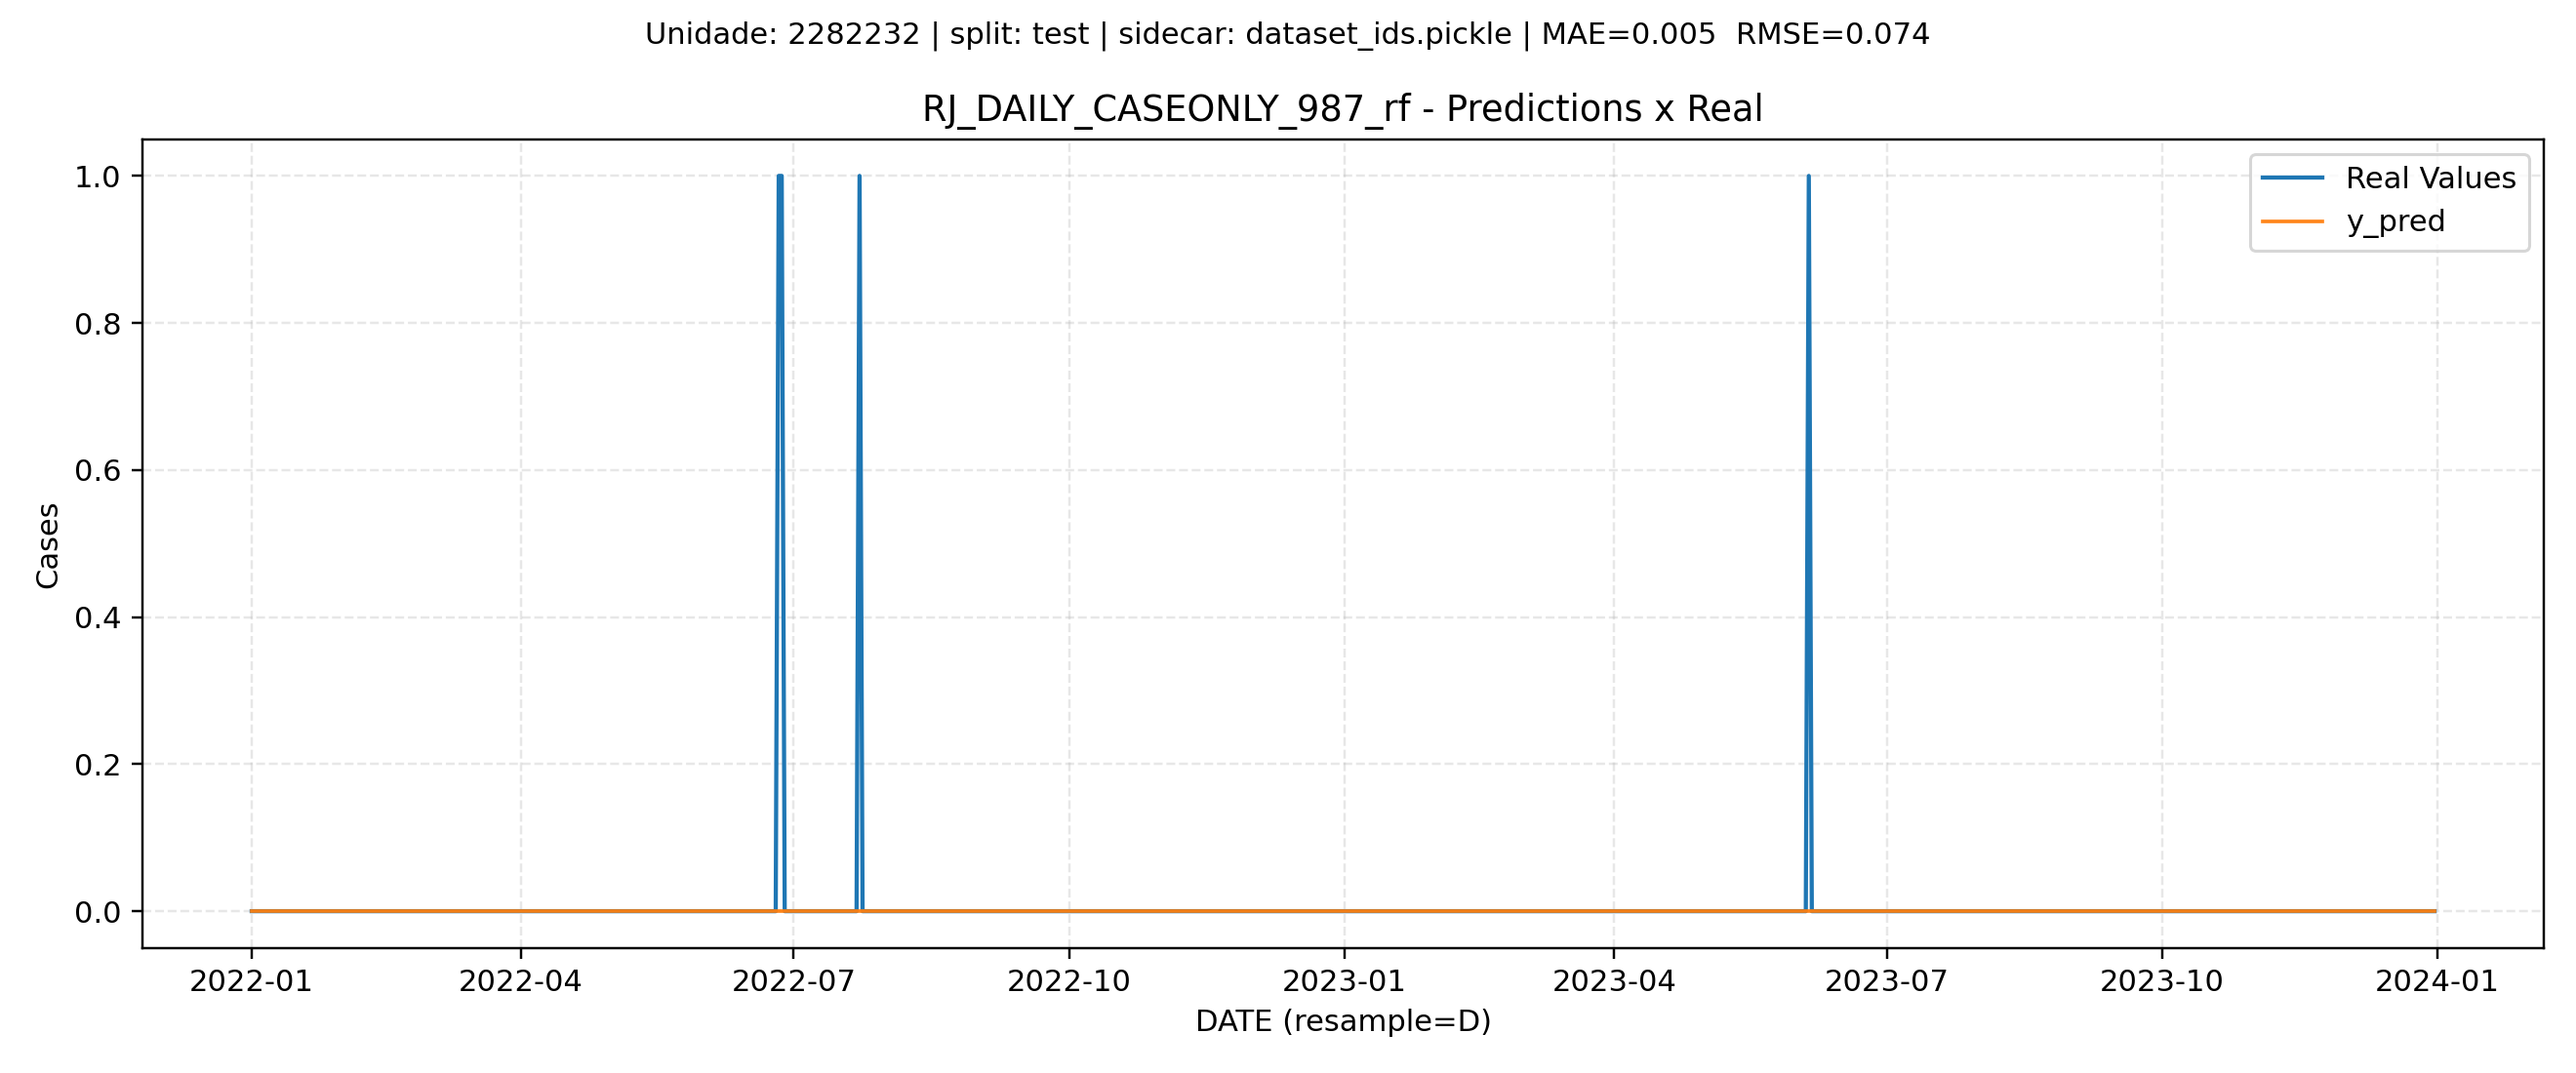 Unidade: 2282232 | split: test | sidecar: dataset_ids.pickle | MAE=0.005  RMSE=0.074
RJ_DAILY_CASEONLY_987_rf - Predictions x Real
Real Values
y_pred
1.0
0.8
0.6
0.4
0.2
0.0
Cases
2022-01 2022-04 2022-07 2022-10 2023-01 2023-04 2023-07 2023-10 2024-01
DATE (resample=D)